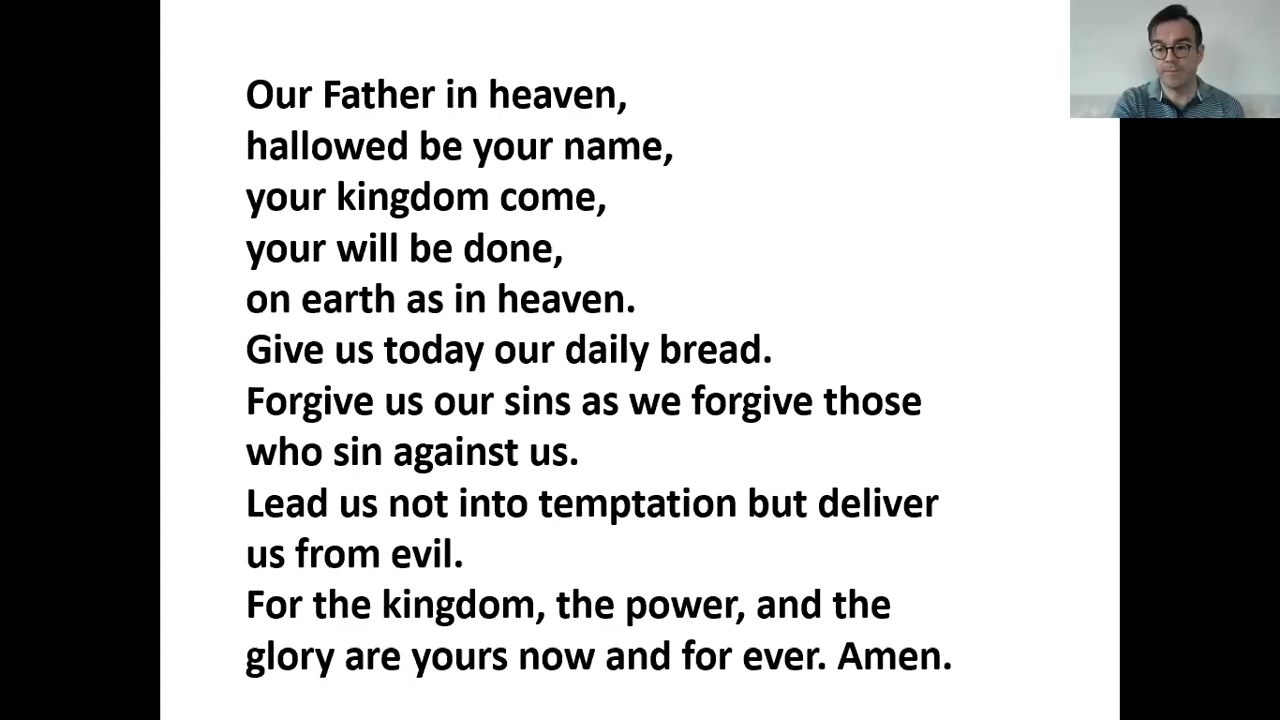 Our Father in heaven,
hallowed be your name,
your kingdom come,
your will be done,
on earth as in heaven.
Give us today our daily bread.
Forgive us our sins as we forgive those
who sin against us.
Lead us not into temptation but deliver
us from evil.
For the kingdom, the power, and the
glory are yours now and for ever. Amen.